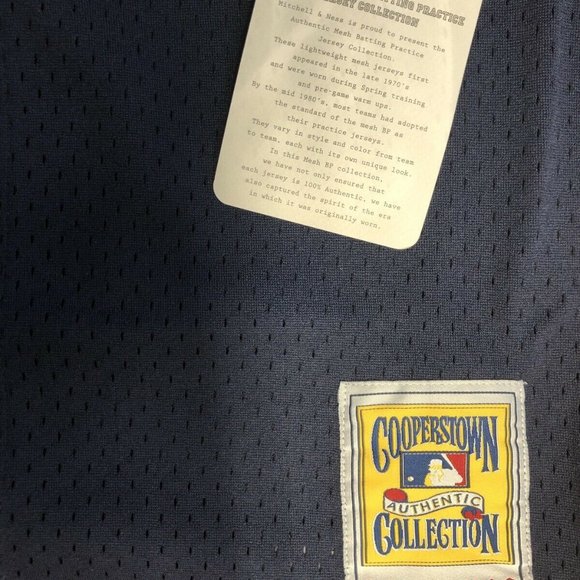 BATTING PRACTICE
JERSEY COLLECTION
Mitchell & Ness is proud to present the
Authentic Mesh Batting Practice
Jersey Collection.
These lightweight mesh jerseys first
appeared in the late 1970's
and were worn during Spring training
and pre-game warm ups.
By the mid 1980's, most teams had adopted
the standard of the mesh BP as
their practice jerseys.
They vary in style and color from team
to team, each with its own unique look.
In this Mesh BP collection,
we have not only ensured that
each jersey is 100% Authentic, we have
also captured the spirit of the era
in which it was originally worn.
COOPERSTOWN
AUTHENTIC
COLLECTION